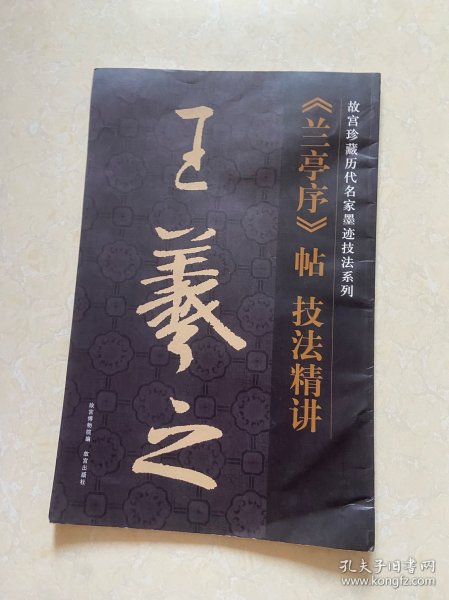 故宫珍藏历代名家墨迹技法系列
《兰亭序》帖 技法精讲
王羲之
故宫博物院编 故宫出版社
孔夫子旧书网
www.kongfz.com